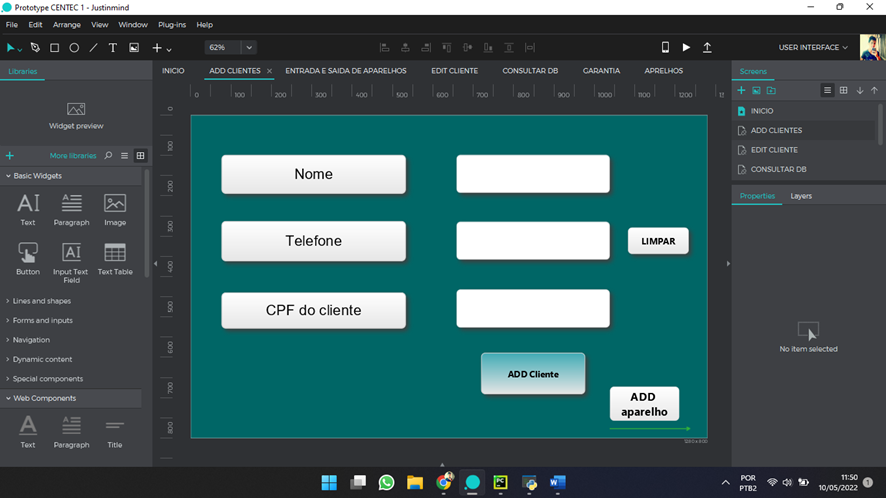 Prototype CENTEC 1 - Justinmind
File Edit Arrange View Window Plug-ins Help
62%
USER INTERFACE
Libraries
INICIO ADD CLIENTES ENTRADA E SAIDA DE APARELHOS EDIT CLIENTE CONSULTAR DB GARANTIA APRELHOS
Screens
0 100 200 300 400 500 600 700 800 900 1000 1100 1200
Widget preview
More libraries
Basic Widgets
Text Paragraph Image
Button Input Text Field Text Table
Lines and shapes
Forms and inputs
Navigation
Dynamic content
Special components
Web Components
Text Paragraph Title
0
100
200
300
400
500
600
700
800
Nome
Telefone
LIMPAR
CPF do cliente
ADD Cliente
ADD
aparelho
1280 x 800
INICIO
ADD CLIENTES
EDIT CLIENTE
CONSULTAR DB
Properties Layers
No item selected
POR
PTB2
11:50
10/05/2022
1